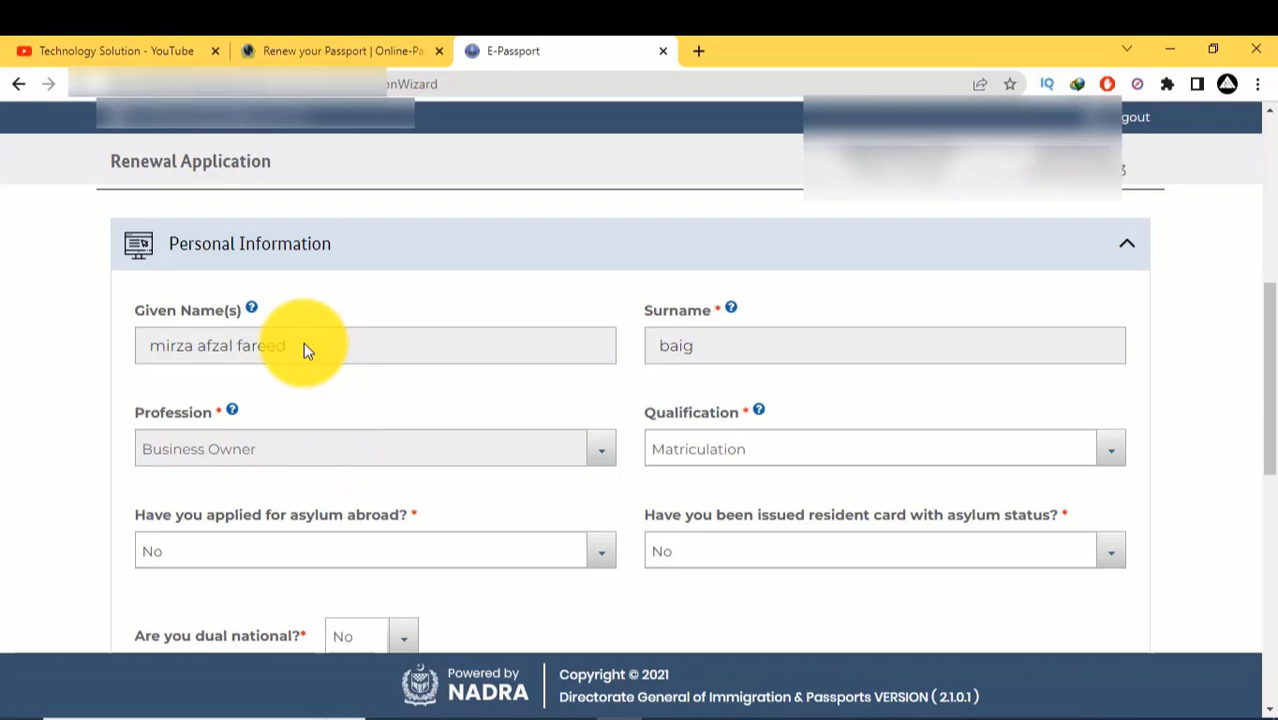 Technology Solution - YouTube
Renew your Passport | Online-Pa
E-Passport
onWizard
gout
Renewal Application
3
Personal Information
Given Name(s)
Surname *
mirza afzal fareed
baig
Profession *
Qualification *
Business Owner
Matriculation
Have you applied for asylum abroad? *
Have you been issued resident card with asylum status? *
No
No
Are you dual national?*
No
Powered by
NADRA
Copyright © 2021
Directorate General of Immigration & Passports VERSION ( 2.1.0.1 )